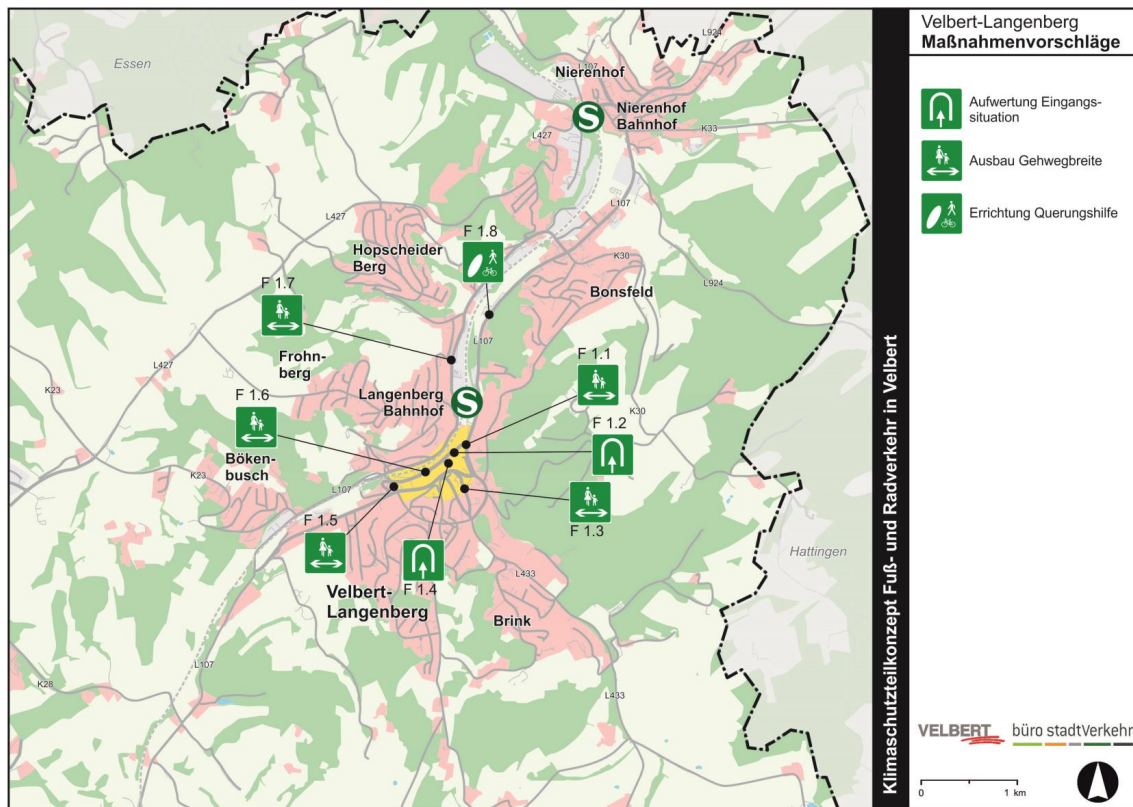 Velbert-Langenberg
Maßnahmenvorschläge
Aufwertung Eingangs-
situation
Ausbau Gehwegbreite
Errichtung Querungshilfe
Klimaschutzteilkonzept Fuß- und Radverkehr in Velbert
VELBERT
büro stadtVerkehr
0 1 km
Essen
L924
L107
Nierenhof
S
Nierenhof
Bahnhof
K33
L427
L107
L427
F 1.8
Hopscheider
Berg
K30
L924
F 1.7
Bonsfeld
L107
Frohn-
berg
F 1.1
L427
K23
Langenberg
Bahnhof
S
F 1.6
F 1.2
K30
Böken-
busch
K23
L107
F 1.5
F 1.3
Hattingen
F 1.4
L433
Velbert-
Langenberg
Brink
L107
K28
L433